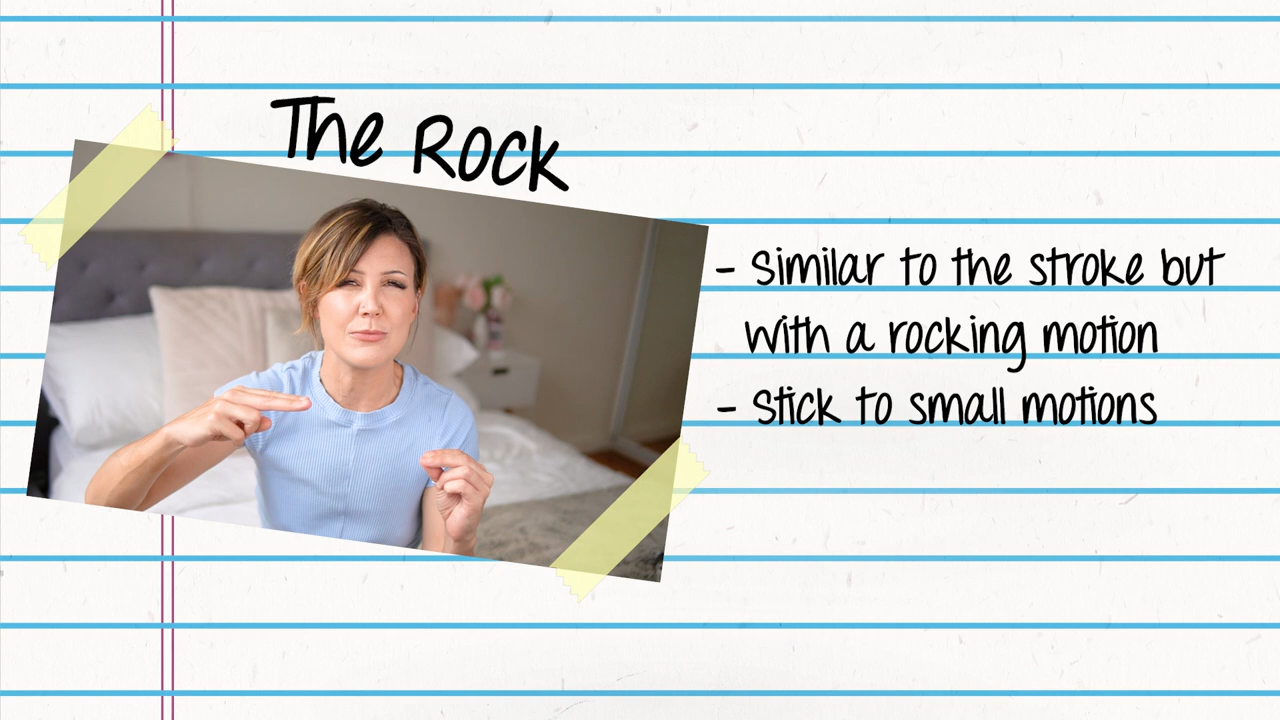 The Rock
- Similar to the stroke but
with a rocking motion
- Stick to small motions